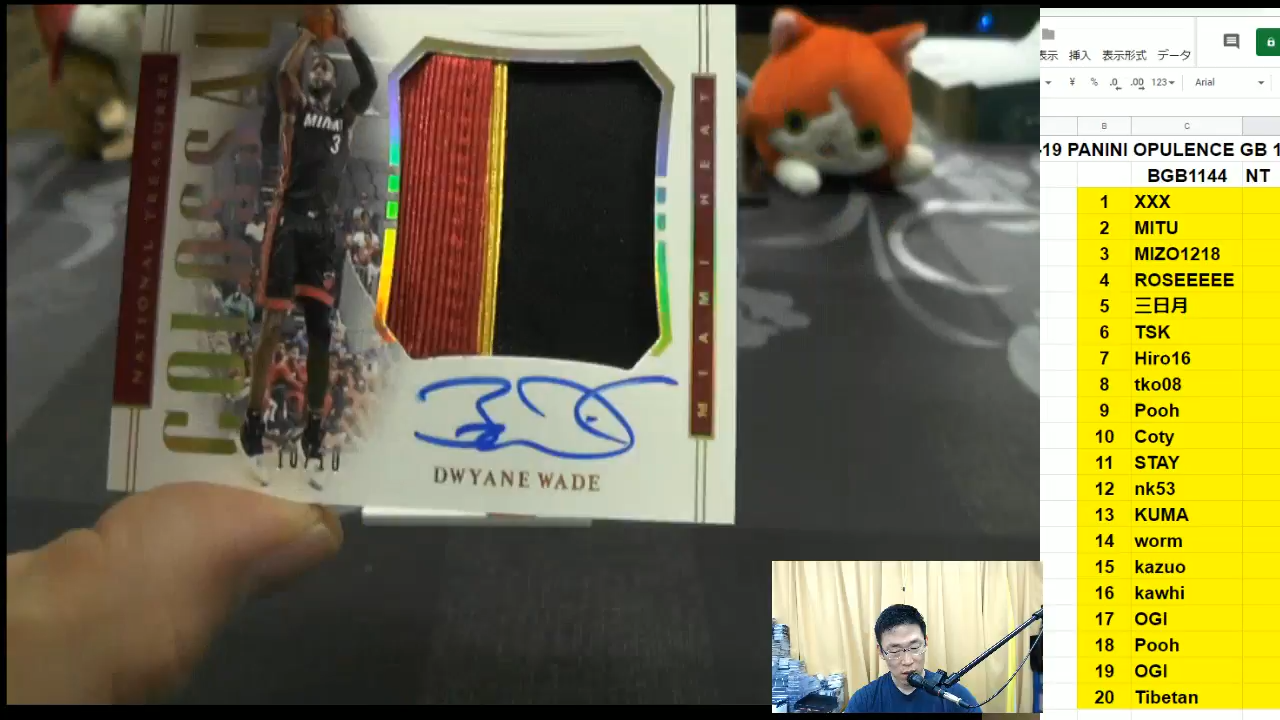 NATIONAL TREASURES
COLOSSAL
MIAMI
3
MIAMI HEAT
10/10
DWYANE WADE
表示 挿入 表示形式 データ
¥ % .0 .00 123 Arial
B C
-19 PANINI OPULENCE GB 1
BGB1144 NT
1 XXX
2 MITU
3 MIZO1218
4 ROSEEEEE
5 三日月
6 TSK
7 Hiro16
8 tko08
9 Pooh
10 Coty
11 STAY
12 nk53
13 KUMA
14 worm
15 kazuo
16 kawhi
17 OGI
18 Pooh
19 OGI
20 Tibetan